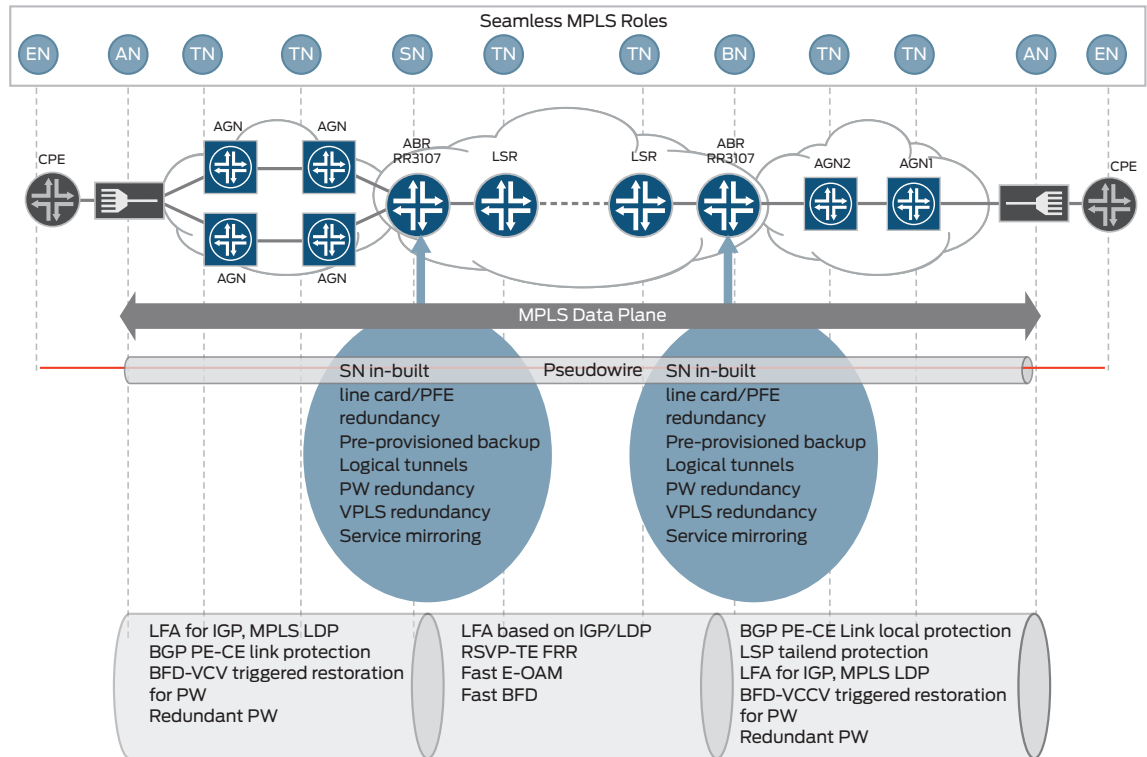 Seamless MPLS Roles
EN AN TN TN SN TN TN BN TN TN AN EN
AGN AGN
ABR
RR3107
LSR
LSR
ABR
RR3107
AGN2
AGN1
CPE
CPE
AGN AGN
MPLS Data Plane
Pseudowire
SN in-built
line card/PFE
redundancy
Pre-provisioned backup
Logical tunnels
PW redundancy
VPLS redundancy
Service mirroring
SN in-built
line card/PFE
redundancy
Pre-provisioned backup
Logical tunnels
PW redundancy
VPLS redundancy
Service mirroring
LFA for IGP, MPLS LDP
BGP PE-CE link protection
BFD-VCV triggered restoration
for PW
Redundant PW
LFA based on IGP/LDP
RSVP-TE FRR
Fast E-OAM
Fast BFD
BGP PE-CE Link local protection
LSP tailend protection
LFA for IGP, MPLS LDP
BFD-VCCV triggered restoration
for PW
Redundant PW